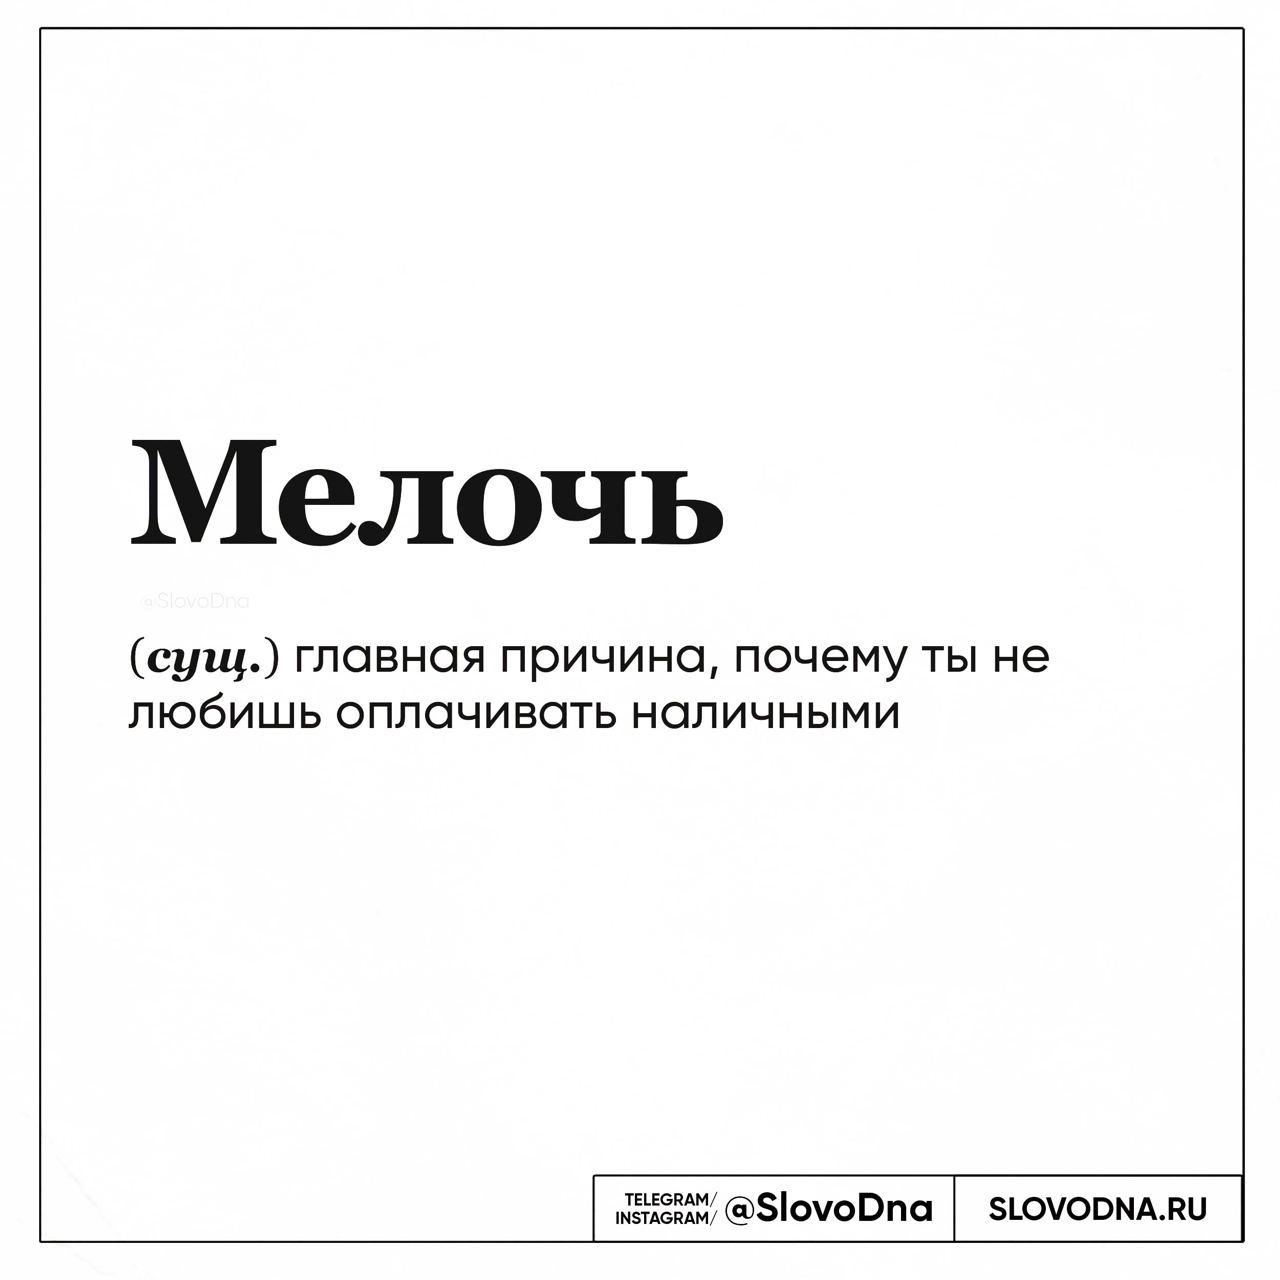 Мелочь
@SlovoDna
(сущ.) главная причина, почему ты не
любишь оплачивать наличными
TELEGRAM/
INSTAGRAM/
@SlovoDna
SLOVODNA.RU